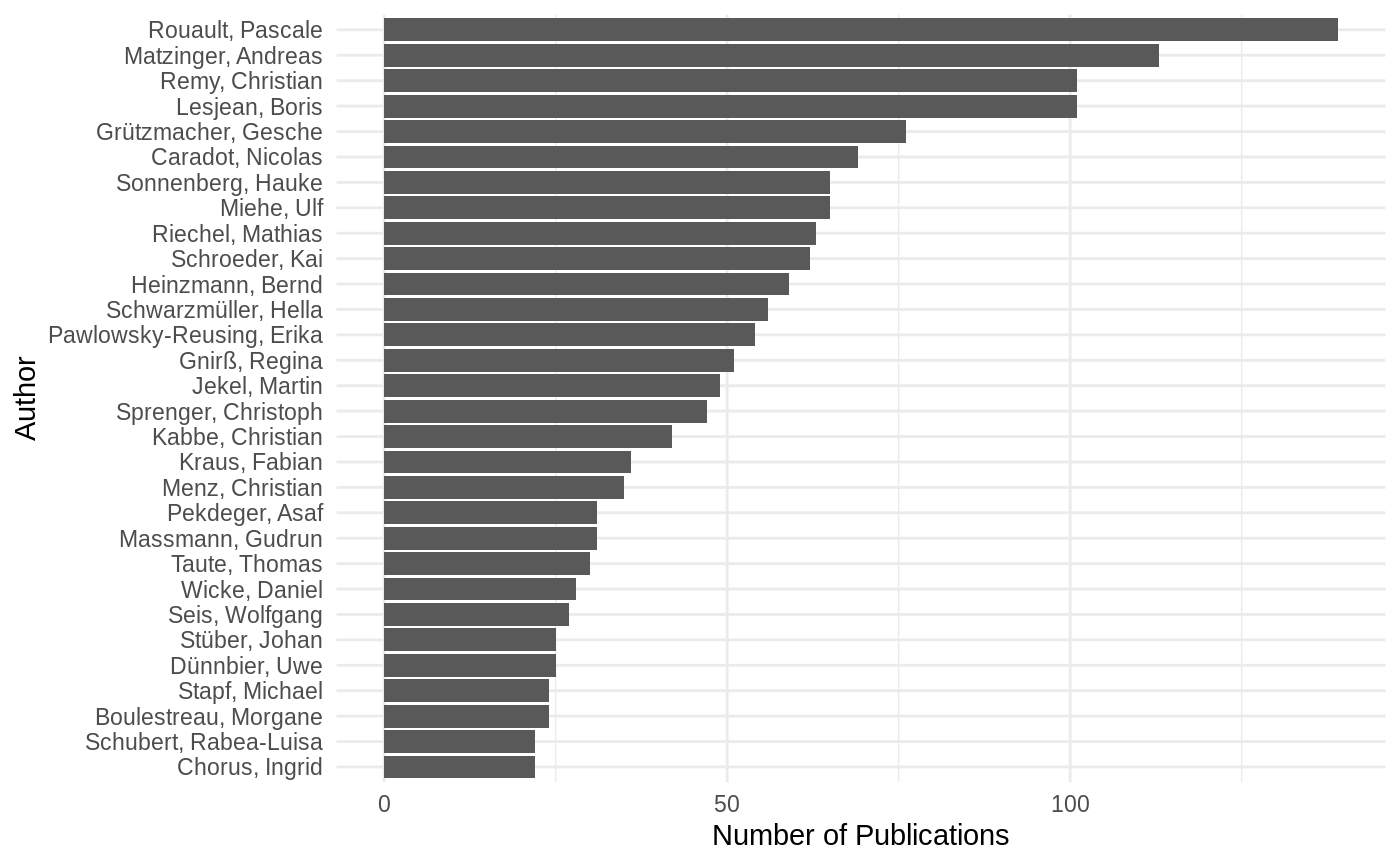 Rouault, Pascale
Matzinger, Andreas
Remy, Christian
Lesjean, Boris
Grützmacher, Gesche
Caradot, Nicolas
Sonnenberg, Hauke
Miehe, Ulf
Riechel, Mathias
Schroeder, Kai
Heinzmann, Bernd
Schwarzmüller, Hella
Pawlowsky-Reusing, Erika
Gnirß, Regina
Jekel, Martin
Sprenger, Christoph
Kabbe, Christian
Kraus, Fabian
Menz, Christian
Pekdeger, Asaf
Massmann, Gudrun
Taute, Thomas
Wicke, Daniel
Seis, Wolfgang
Stüber, Johan
Dünnbier, Uwe
Stapf, Michael
Boulestreau, Morgane
Schubert, Rabea-Luisa
Chorus, Ingrid
Author
0 50 100
Number of Publications